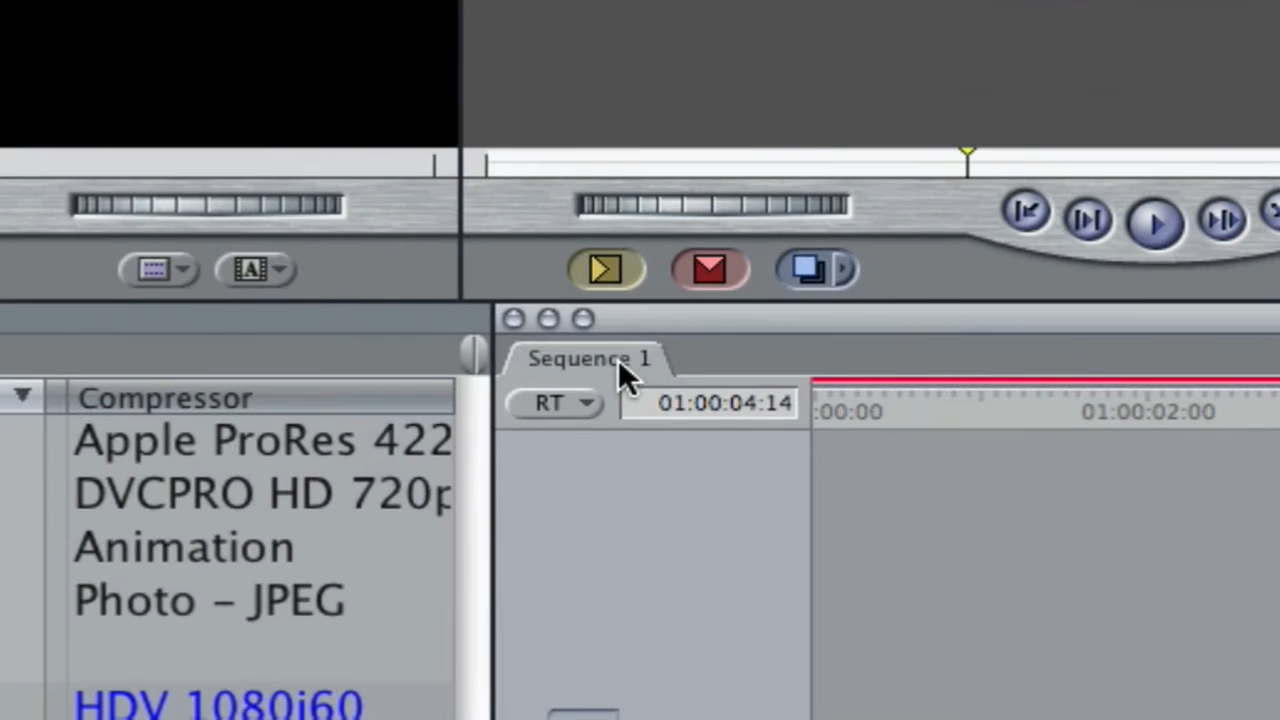 A
Sequence 1
RT
01:00:04:14
:00:00
01:00:02:00
Compressor
Apple ProRes 422
DVCPRO HD 720p
Animation
Photo - JPEG
HDV 1080i60